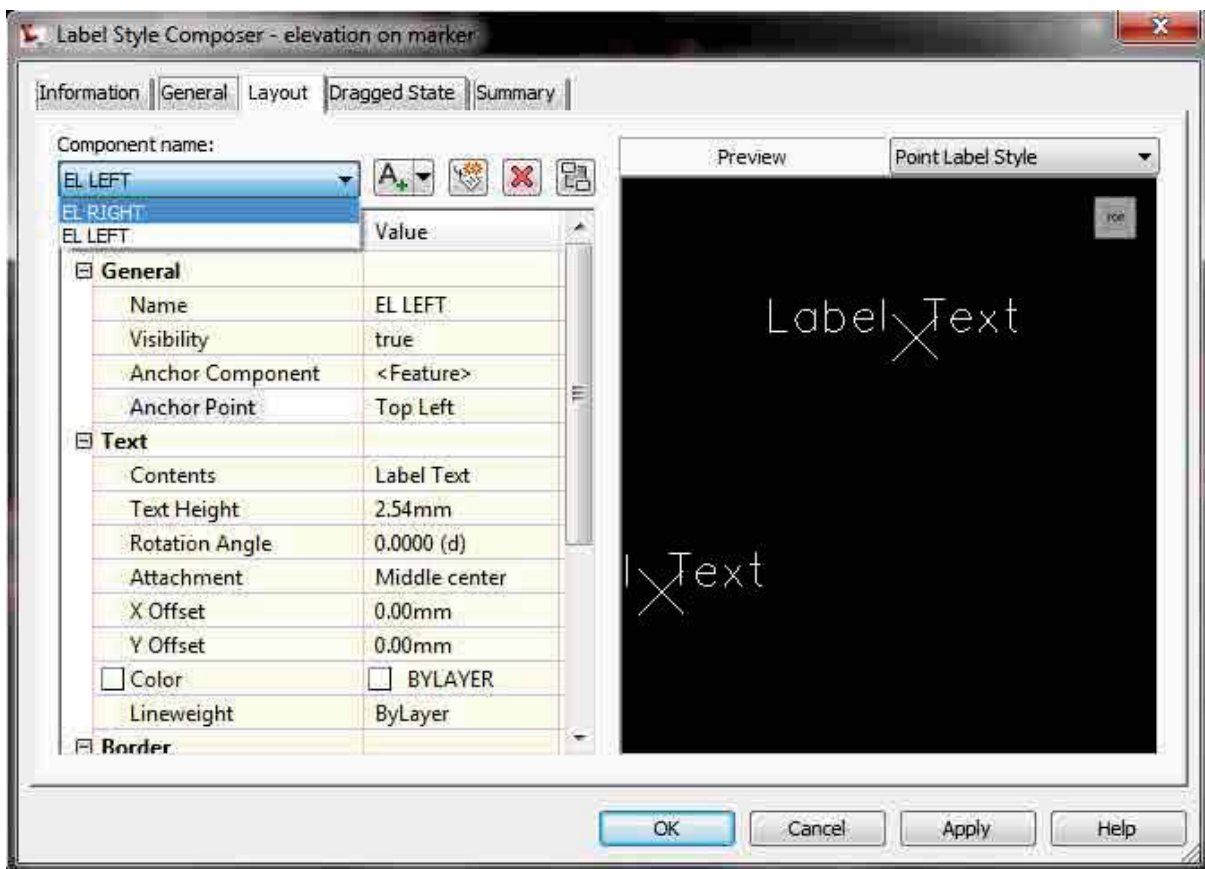 Label Style Composer - elevation on marker
Information General Layout Dragged State Summary
Component name:
EL LEFT
EL RIGHT
EL LEFT
Value
General
Name EL LEFT
Visibility true
Anchor Component <Feature>
Anchor Point Top Left
Text
Contents Label Text
Text Height 2.54mm
Rotation Angle 0.0000 (d)
Attachment Middle center
X Offset 0.00mm
Y Offset 0.00mm
Color BYLAYER
Lineweight ByLayer
Border
Preview Point Label Style
TOP
Label Text
l Text
OK Cancel Apply Help